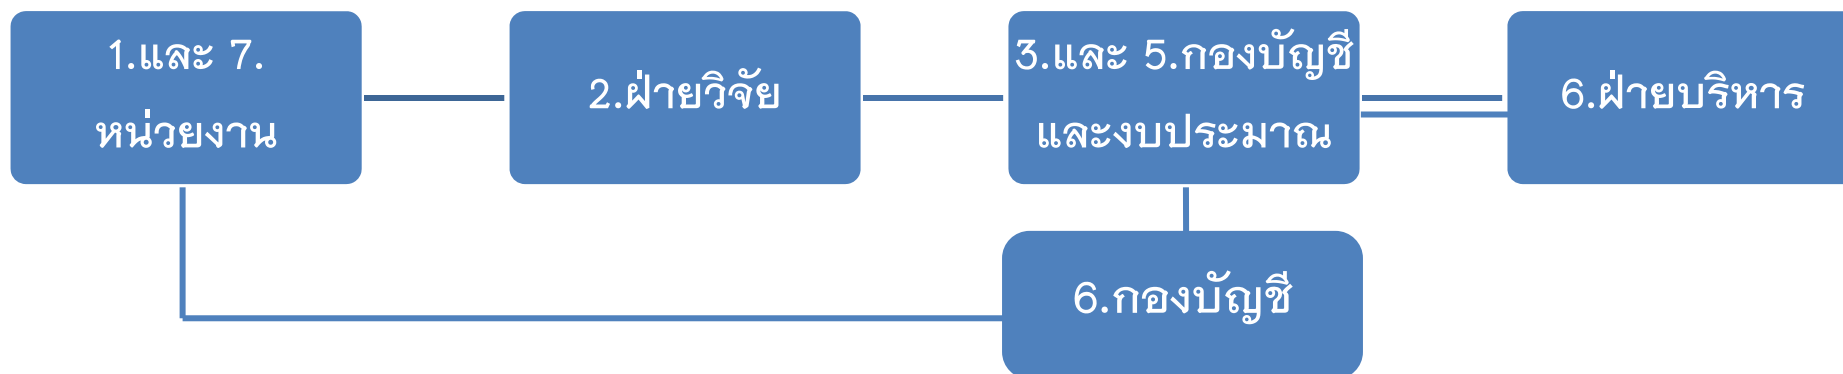 1.และ 7.
หน่วยงาน
2.ฝ่ายวิจัย
3.และ 5.กองบัญชี
และงบประมาณ
6.ฝ่ายบริหาร
6.กองบัญชี